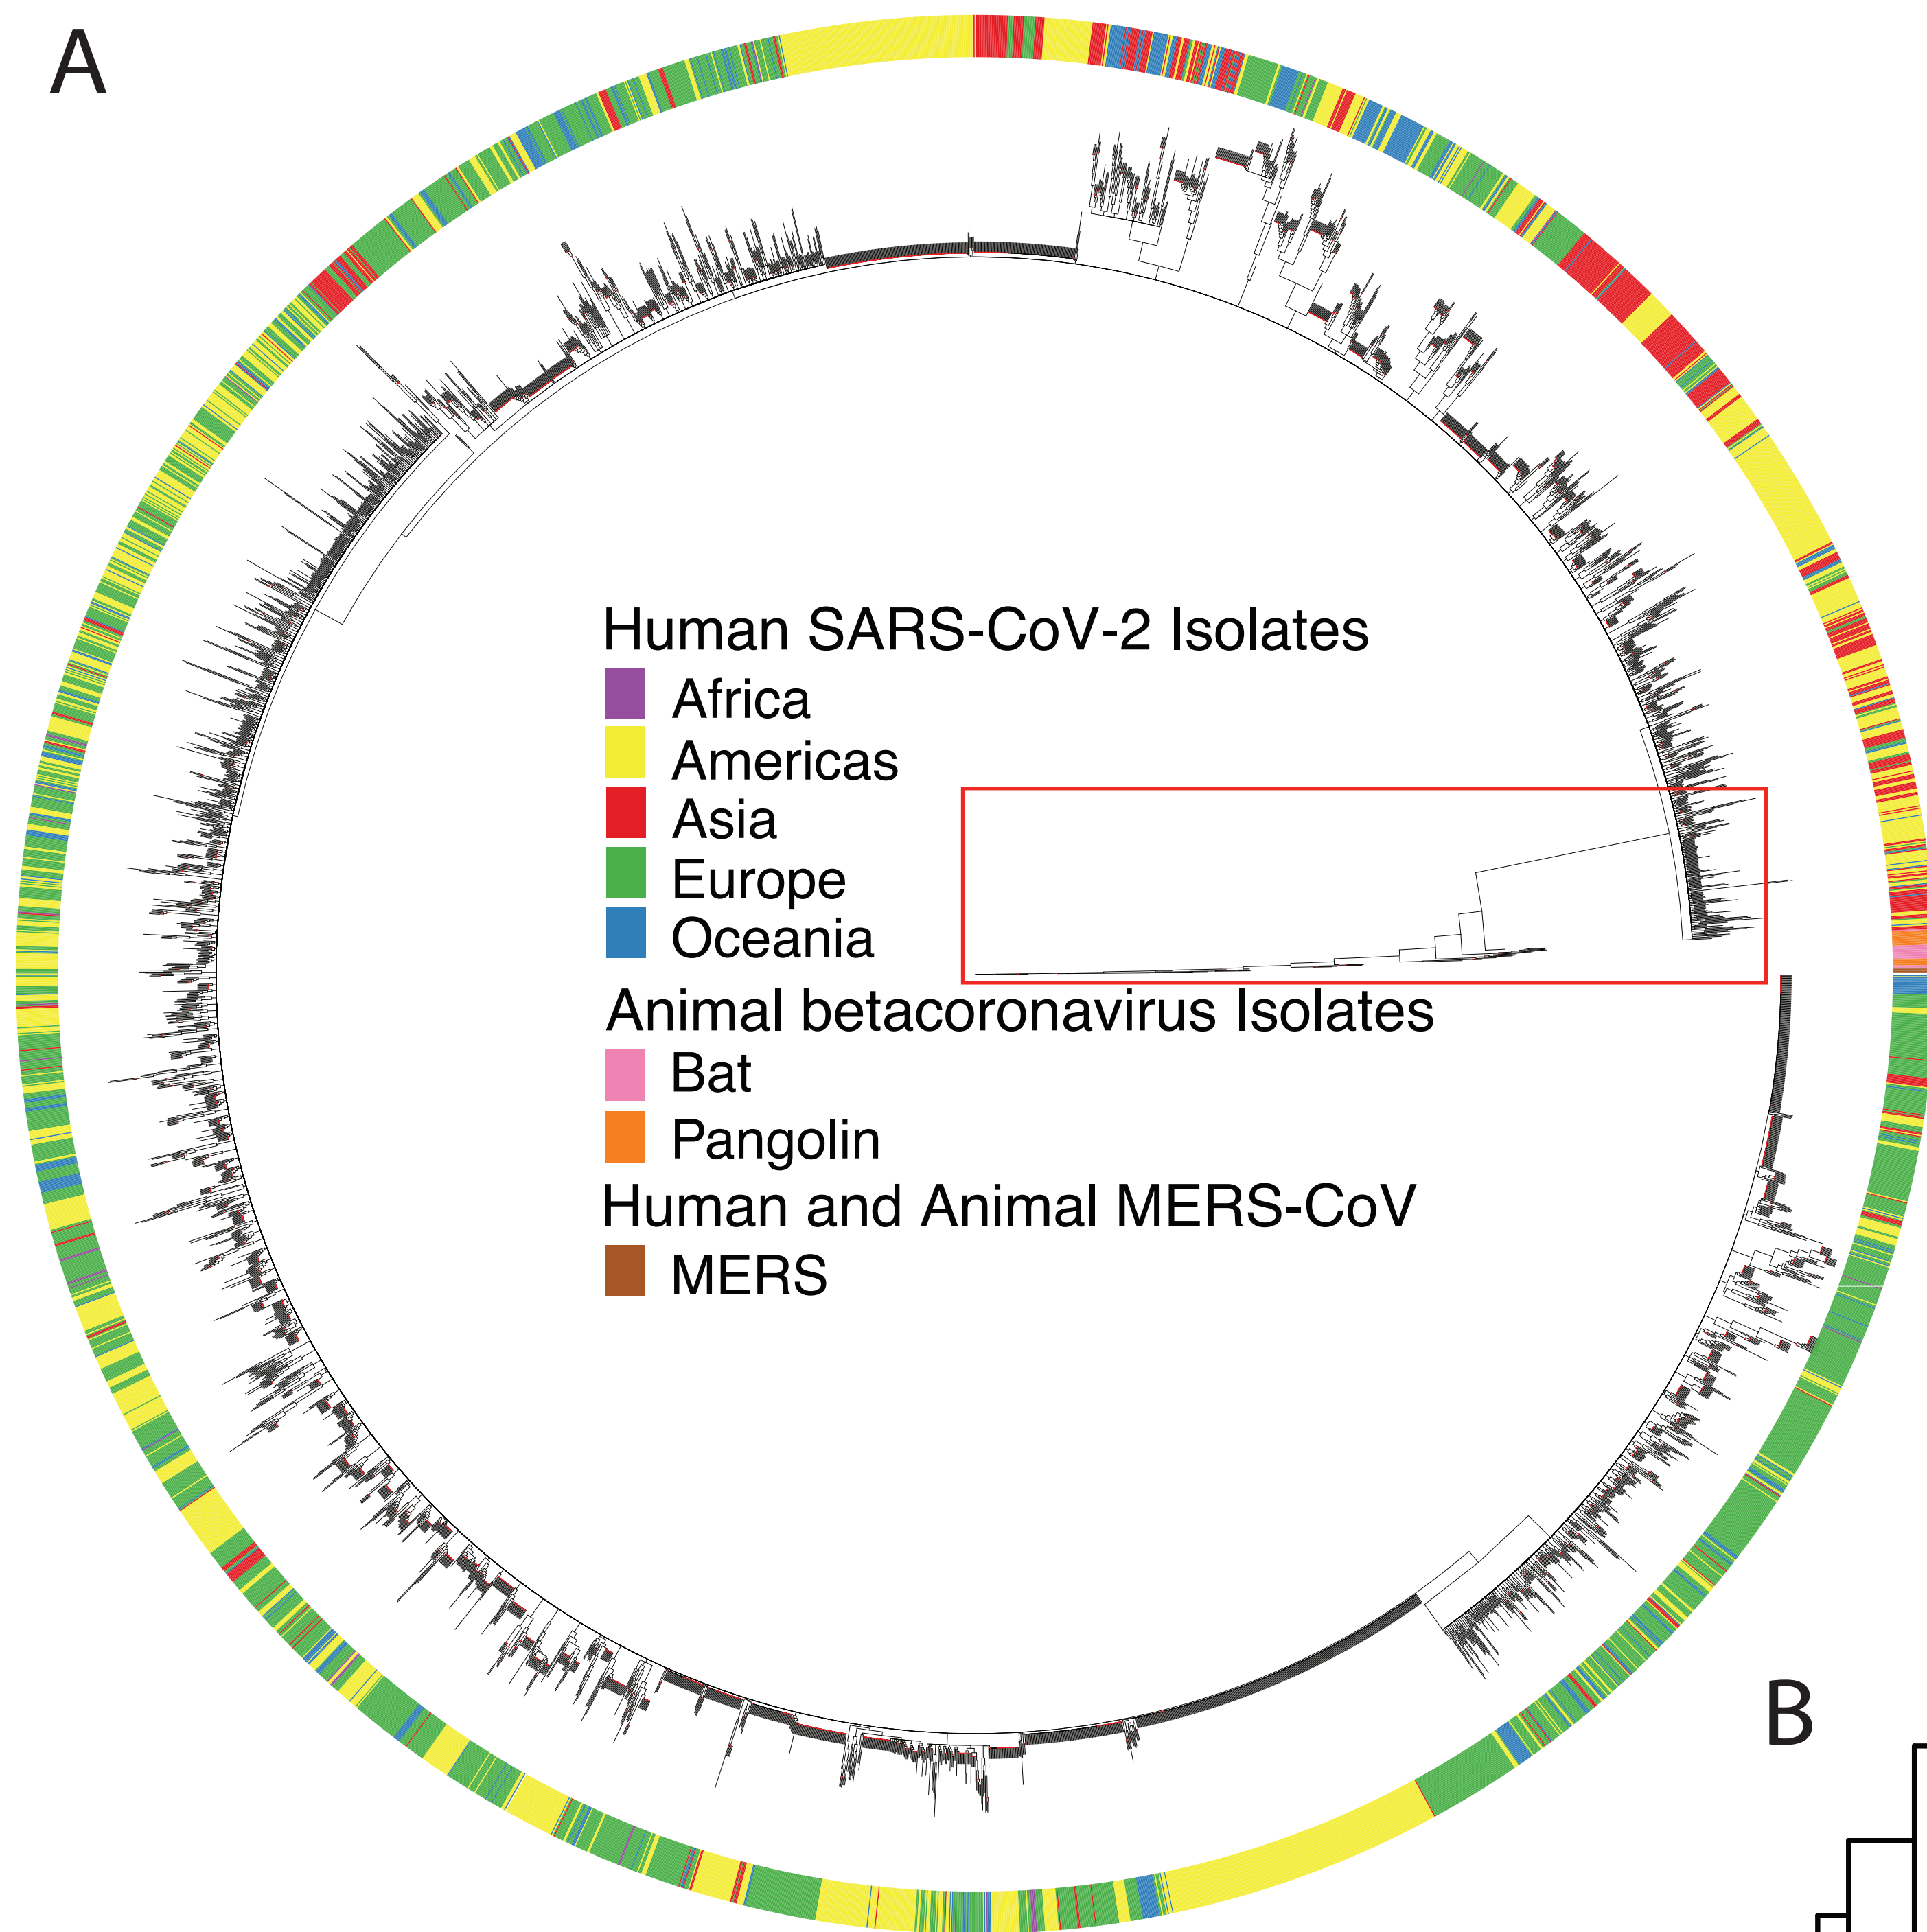 A
Human SARS-CoV-2 Isolates
Africa
Americas
Asia
Europe
Oceania
Animal betacoronavirus Isolates
Bat
Pangolin
Human and Animal MERS-CoV
MERS
B